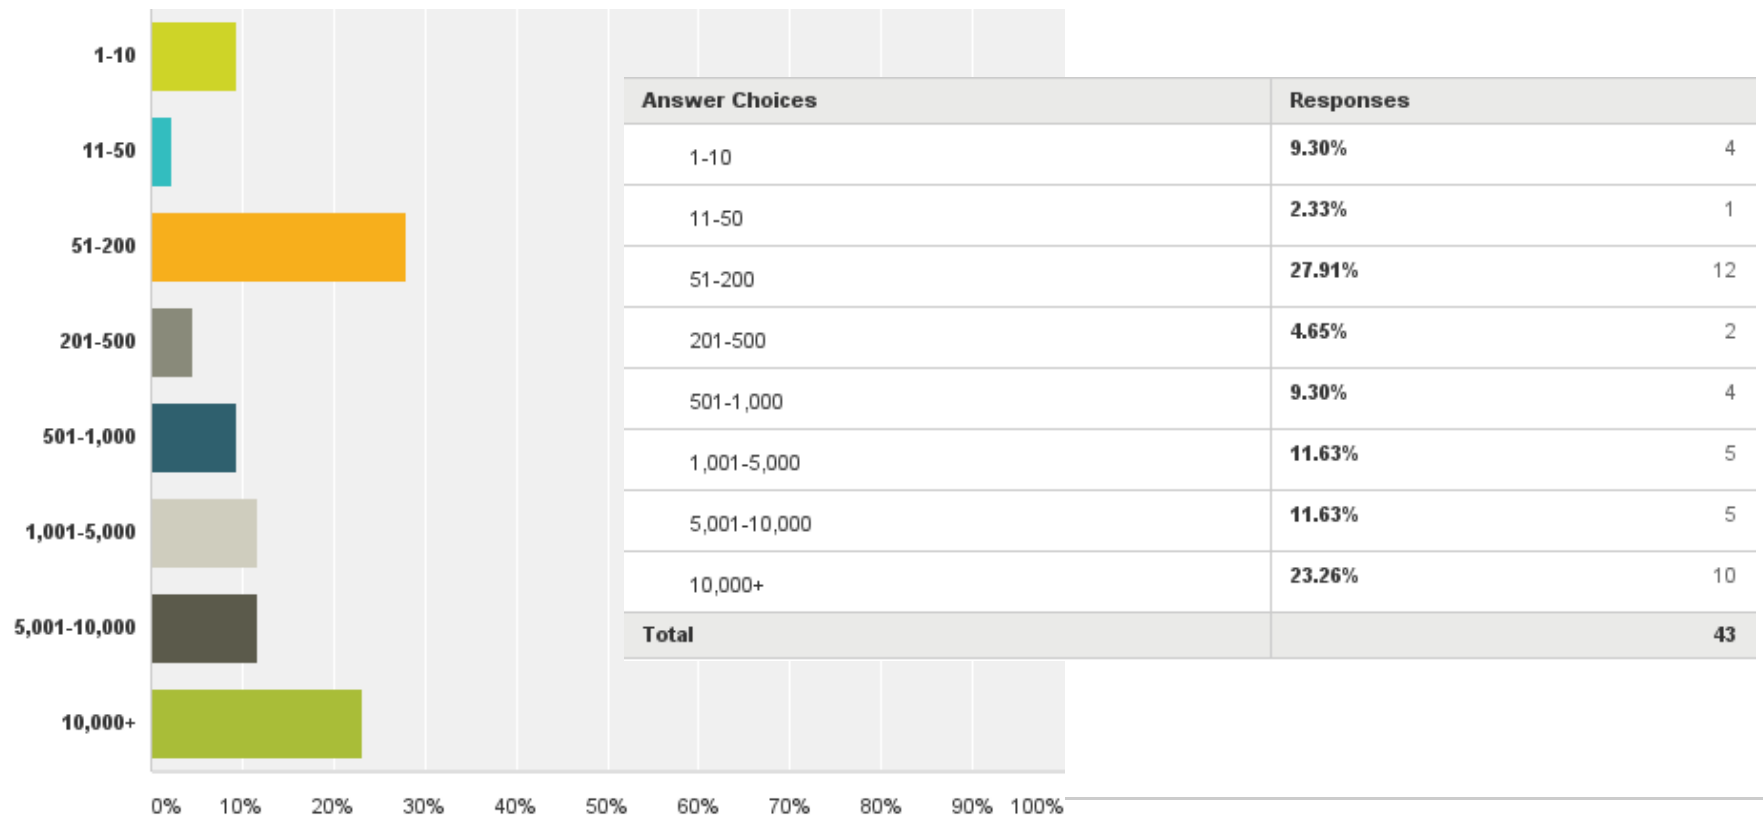 1-10
11-50
51-200
201-500
501-1,000
1,001-5,000
5,001-10,000
10,000+
0% 10% 20% 30% 40% 50% 60% 70% 80% 90% 100%
Answer Choices Responses
1-10 9.30% 4
11-50 2.33% 1
51-200 27.91% 12
201-500 4.65% 2
501-1,000 9.30% 4
1,001-5,000 11.63% 5
5,001-10,000 11.63% 5
10,000+ 23.26% 10
Total 43